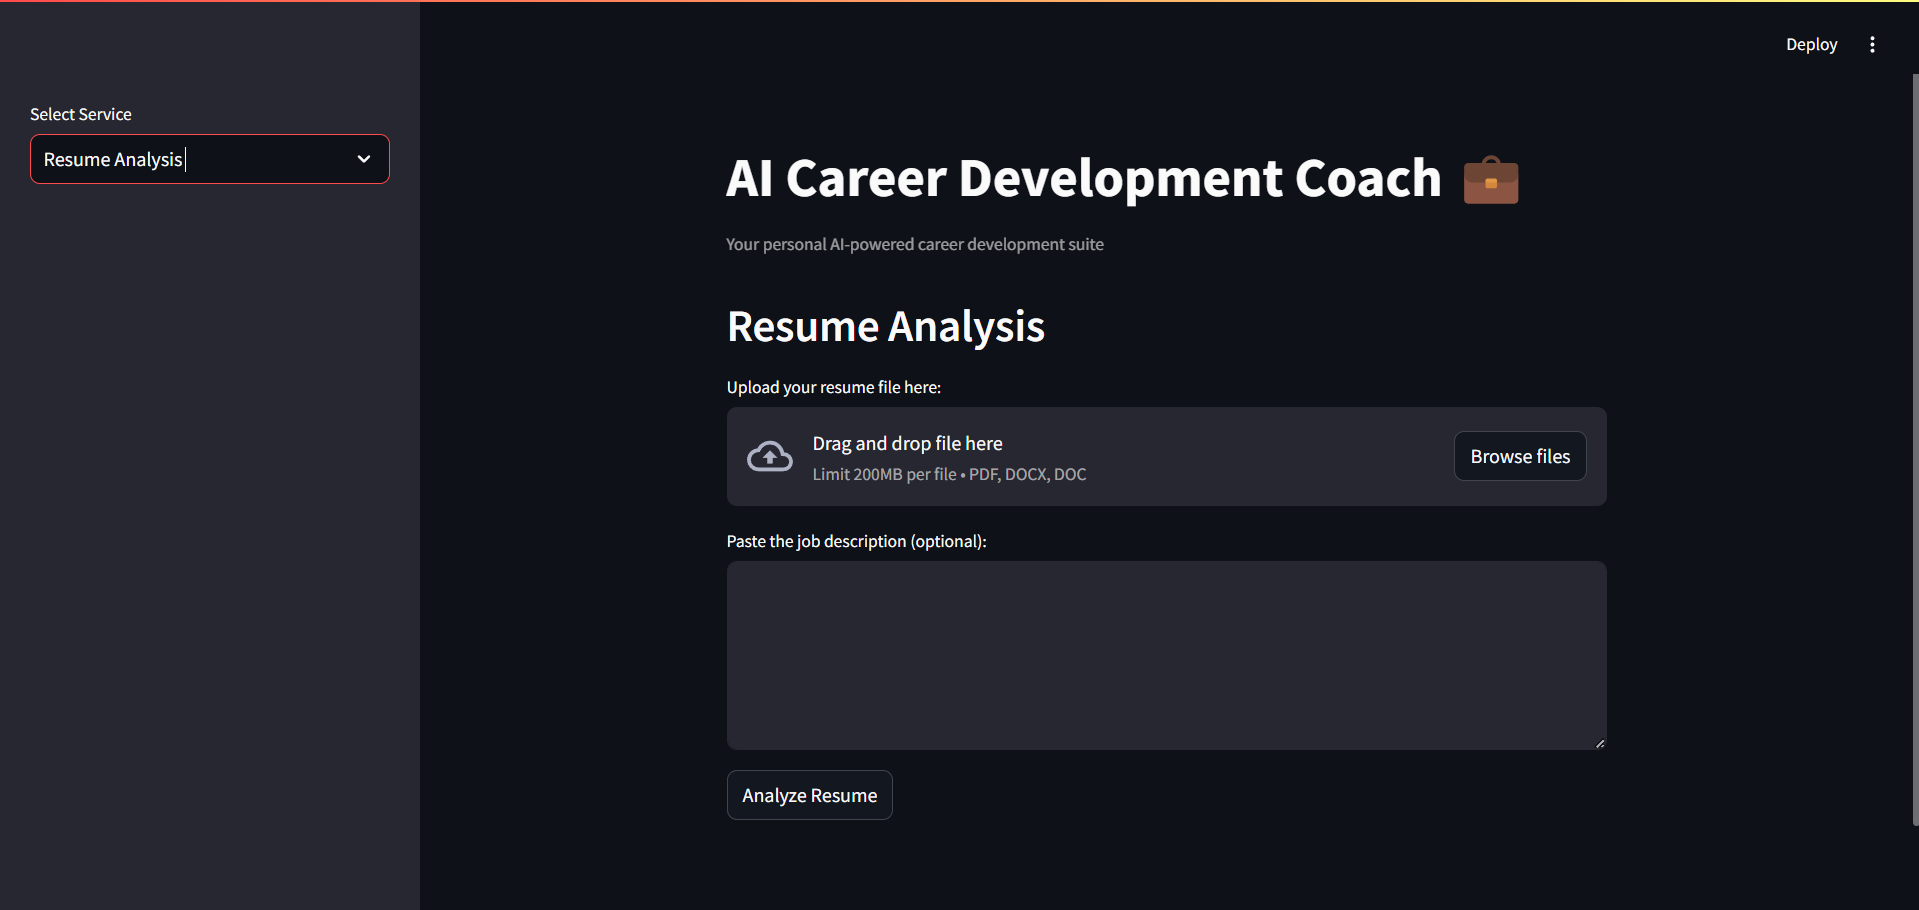 Deploy
Select Service
Resume Analysis
AI Career Development Coach
Your personal AI-powered career development suite
Resume Analysis
Upload your resume file here:
Drag and drop file here
Limit 200MB per file • PDF, DOCX, DOC
Browse files
Paste the job description (optional):
Analyze Resume